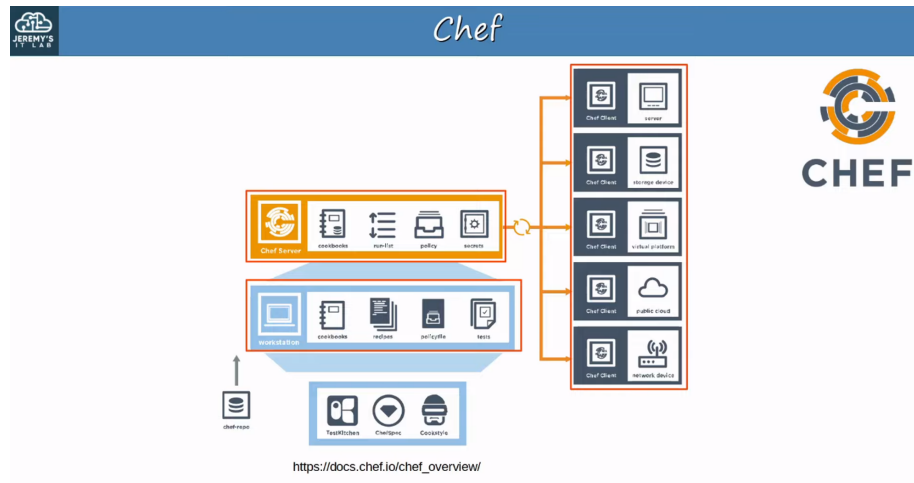 JEREMY'S
IT LAB
Chef
CHEF
Chef Client
server
Chef Client
storage device
Chef Client
virtual platform
Chef Client
public cloud
Chef Client
network device
Chef Server
cookbooks
run-list
policy
secrets
workstation
cookbooks
recipes
policyfile
tests
chef-repo
TestKitchen
ChefSpec
Cookstyle
https://docs.chef.io/chef_overview/